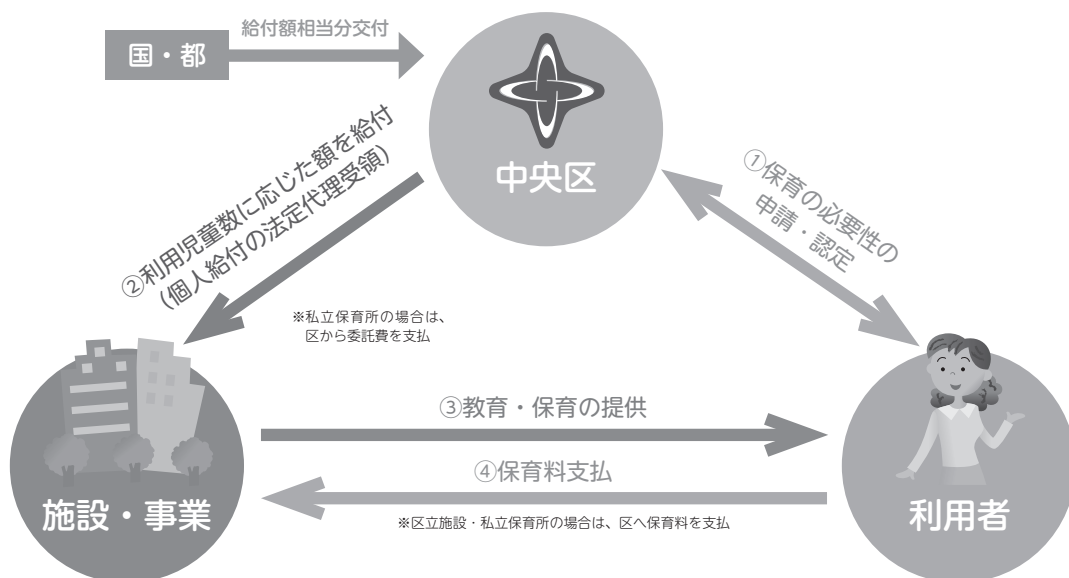 給付額相当分交付
国・都
中央区
①保育の必要性の
申請・認定
②利用児童数に応じた額を給付
（個人給付の法定代理受領）
※私立保育所の場合は、
区から委託費を支払
③教育・保育の提供
④保育料支払
※区立施設・私立保育所の場合は、区へ保育料を支払
施設・事業
利用者